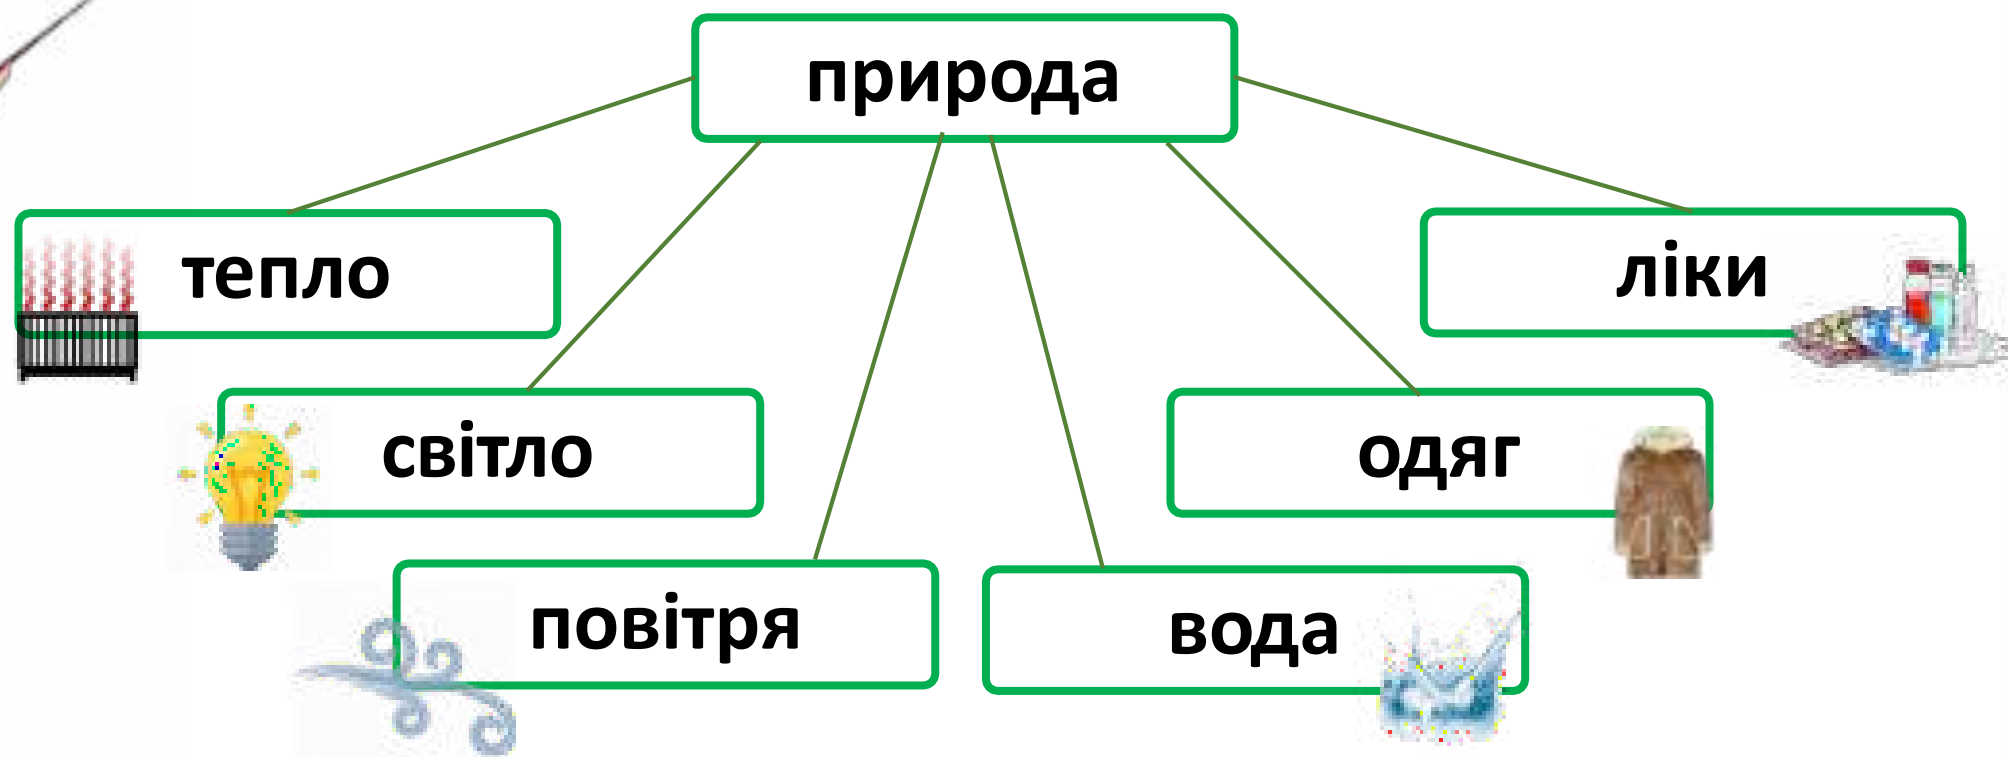 природа
тепло
ліки
світло
одяг
повітря
вода